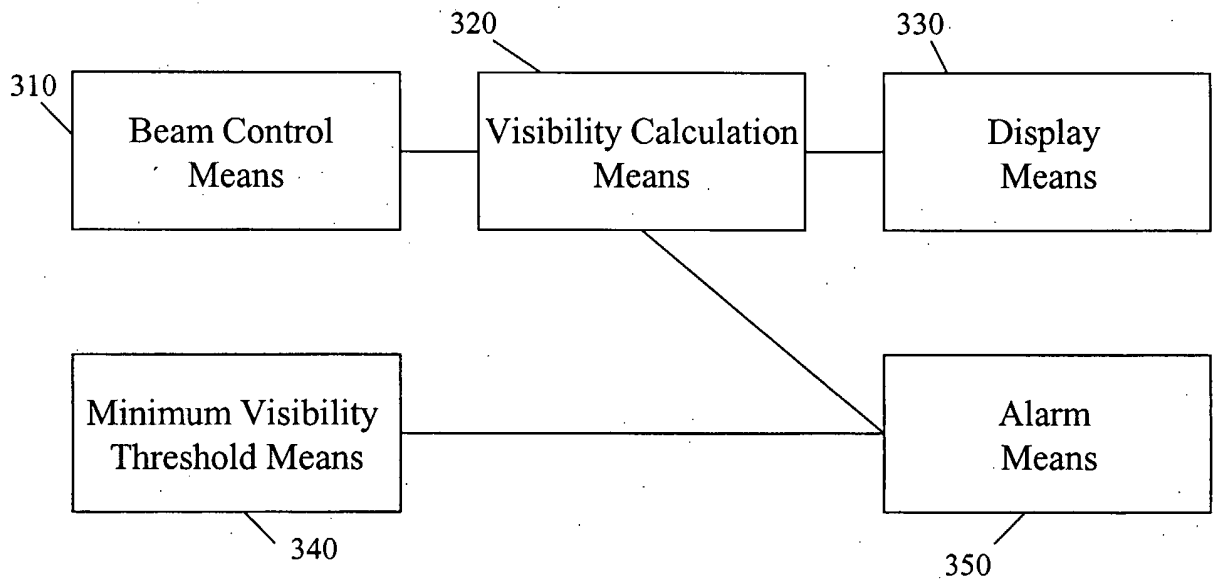 320
330
310
Beam Control
Means
Visibility Calculation
Means
Display
Means
Minimum Visibility
Threshold Means
Alarm
Means
340
350